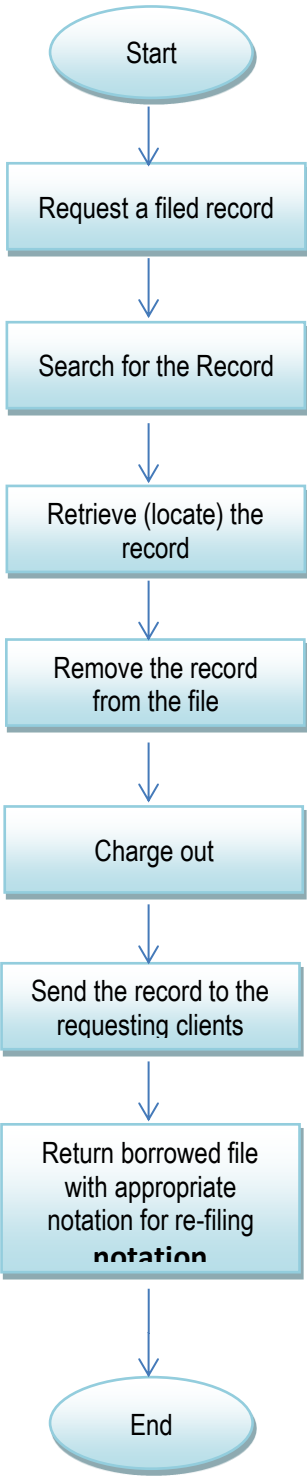 Start
Request a filed record
Search for the Record
Retrieve (locate) the
record
Remove the record
from the file
Charge out
Send the record to the
requesting clients
Return borrowed file
with appropriate
notation for re-filing
notation
End